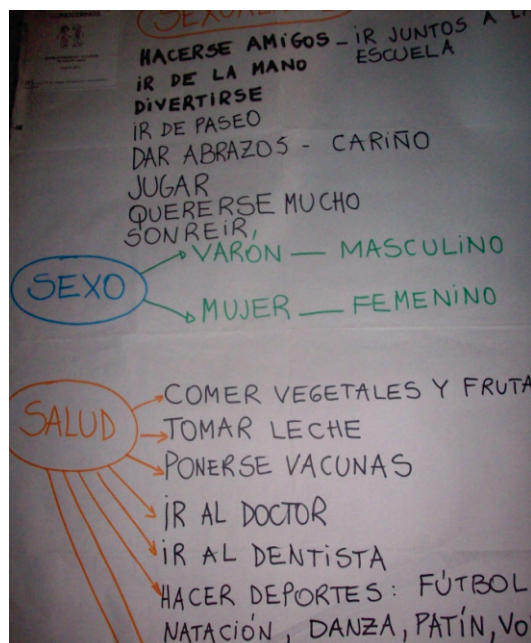 HACERSE AMIGOS - IR JUNTOS A
ESCUELA
IR DE LA MANO
DIVERTIRSE
IR DE PASEO
DAR ABRAZOS - CARIÑO
JUGAR
QUERERSE MUCHO
SONREIR,
SEXO
VARÓN — MASCULINO
MUJER — FEMENINO
SALUD
COMER VEGETALES Y FRUTA
TOMAR LECHE
PONERSE VACUNAS
IR AL DOCTOR
IR AL DENTISTA
HACER DEPORTES: FÚTBOL
NATACIÓN, DANZA, PATÍN, VO